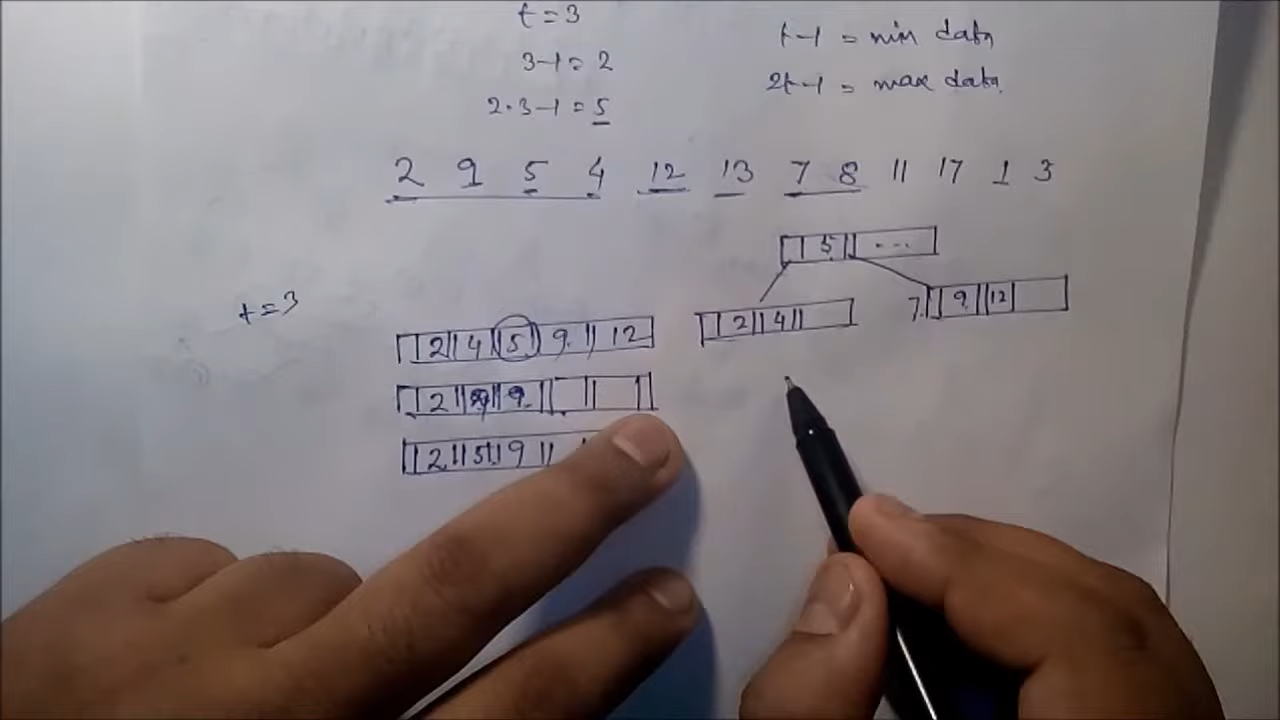 t = 3
t-1 = min data
3-1 = 2
2t-1 = max data.
2·3-1 = 5
2 9 5 4 12 13 7 8 11 17 1 3
5 ...
t = 3
2 4 5 9 12
2 4
7 9 12
2 9
2 5 9